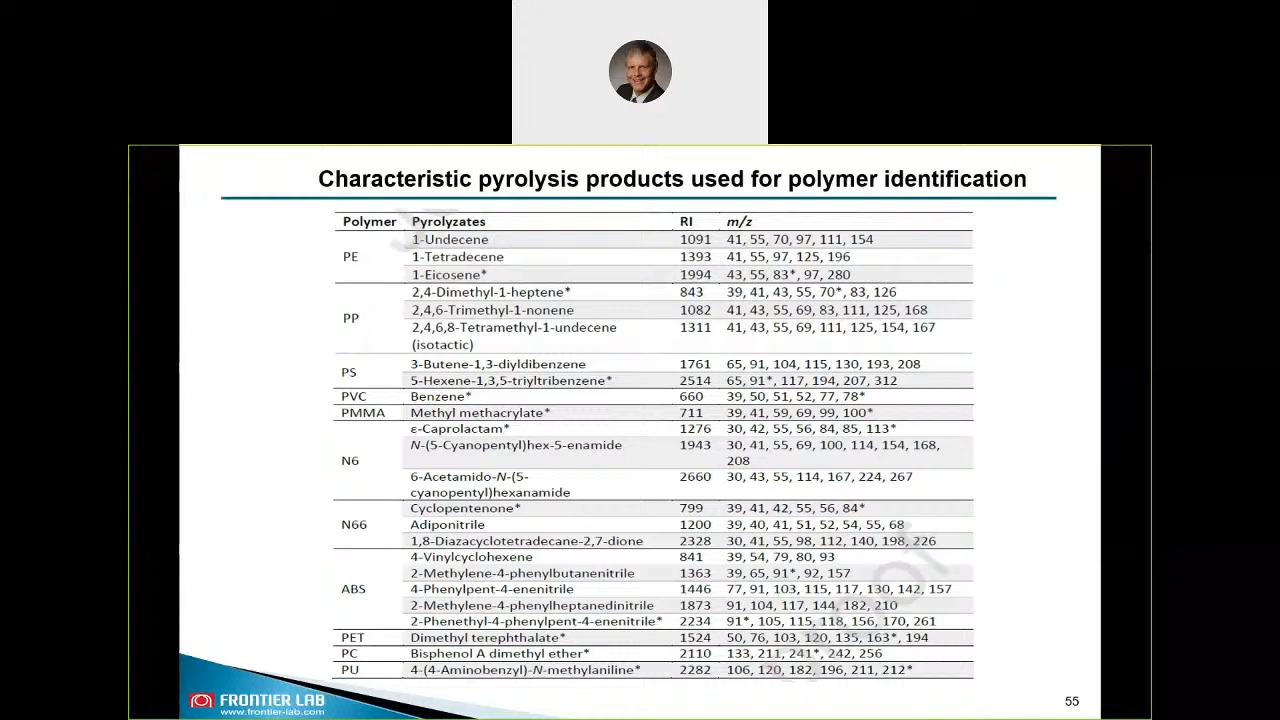 Characteristic pyrolysis products used for polymer identification
Polymer Pyrolyzates RI m/z
PE
1-Undecene 1091 41, 55, 70, 97, 111, 154
1-Tetradecene 1393 41, 55, 97, 125, 196
1-Eicosene* 1994 43, 55, 83*, 97, 280
PP
2,4-Dimethyl-1-heptene* 843 39, 41, 43, 55, 70*, 83, 126
2,4,6-Trimethyl-1-nonene 1082 41, 43, 55, 69, 83, 111, 125, 168
2,4,6,8-Tetramethyl-1-undecene 1311 41, 43, 55, 69, 111, 125, 154, 167
(isotactic)
PS
3-Butene-1,3-diyldibenzene 1761 65, 91, 104, 115, 130, 193, 208
5-Hexene-1,3,5-triyltribenzene* 2514 65, 91*, 117, 194, 207, 312
PVC Benzene* 660 39, 50, 51, 52, 77, 78*
PMMA Methyl methacrylate* 711 39, 41, 59, 69, 99, 100*
N6
ε-Caprolactam* 1276 30, 42, 55, 56, 84, 85, 113*
N-(5-Cyanopentyl)hex-5-enamide 1943 30, 41, 55, 69, 100, 114, 154, 168,
208
6-Acetamido-N-(5- 2660 30, 43, 55, 114, 167, 224, 267
cyanopentyl)hexanamide
N66
Cyclopentenone* 799 39, 41, 42, 55, 56, 84*
Adiponitrile 1200 39, 40, 41, 51, 52, 54, 55, 68
1,8-Diazacyclotetradecane-2,7-dione 2328 30, 41, 55, 98, 112, 140, 198, 226
ABS
4-Vinylcyclohexene 841 39, 54, 79, 80, 93
2-Methylene-4-phenylbutanenitrile 1363 39, 65, 91*, 92, 157
4-Phenylpent-4-enenitrile 1446 77, 91, 103, 115, 117, 130, 142, 157
2-Methylene-4-phenylheptanedinitrile 1873 91, 104, 117, 144, 182, 210
2-Phenethyl-4-phenylpent-4-enenitrile* 2234 91*, 105, 115, 118, 156, 170, 261
PET Dimethyl terephthalate* 1524 50, 76, 103, 120, 135, 163*, 194
PC Bisphenol A dimethyl ether* 2110 133, 211, 241*, 242, 256
PU 4-(4-Aminobenzyl)-N-methylaniline* 2282 106, 120, 182, 196, 211, 212*
FRONTIER LAB
www.frontier-lab.com
55